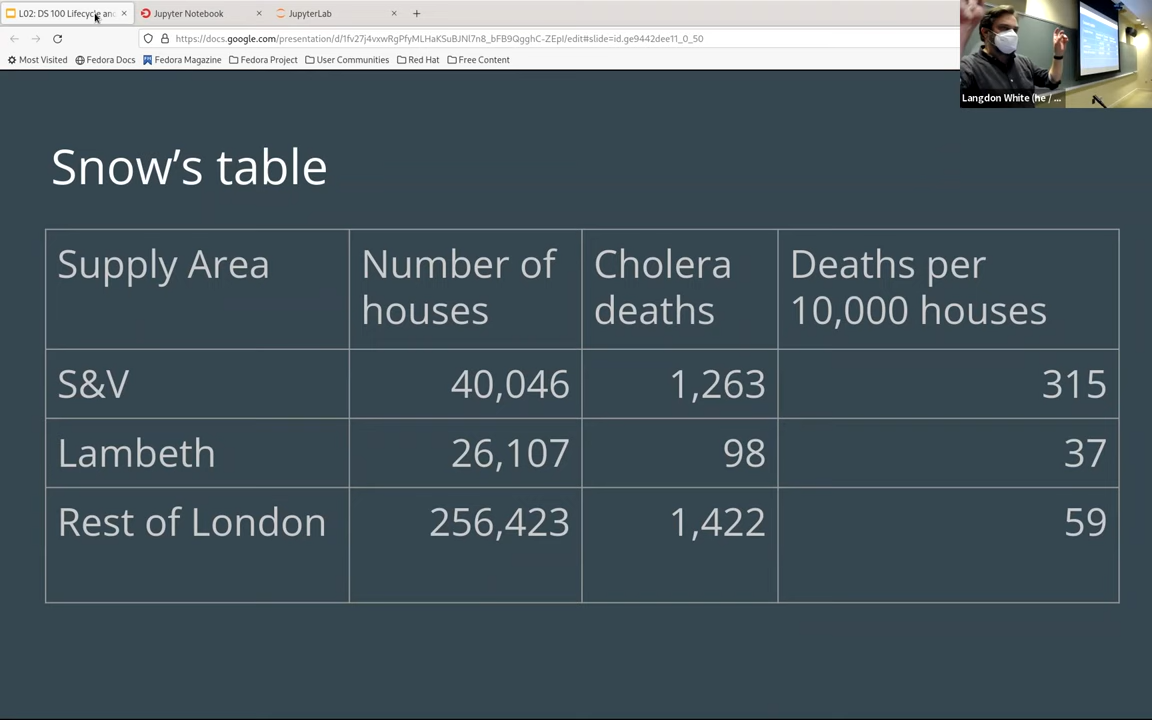 L02: DS 100 Lifecycle an
Jupyter Notebook
JupyterLab
https://docs.google.com/presentation/d/1fv27j4vxwRgPfyMLHaKSuBJNl7n8_bFB9QgghC-ZEpI/edit#slide=id.ge9442dee11_0_50
Most Visited Fedora Docs Fedora Magazine Fedora Project User Communities Red Hat Free Content
Langdon White (he / ...
Snow's table
Supply Area
Number of
houses
Cholera
deaths
Deaths per
10,000 houses
S&V 40,046 1,263 315
Lambeth 26,107 98 37
Rest of London 256,423 1,422 59